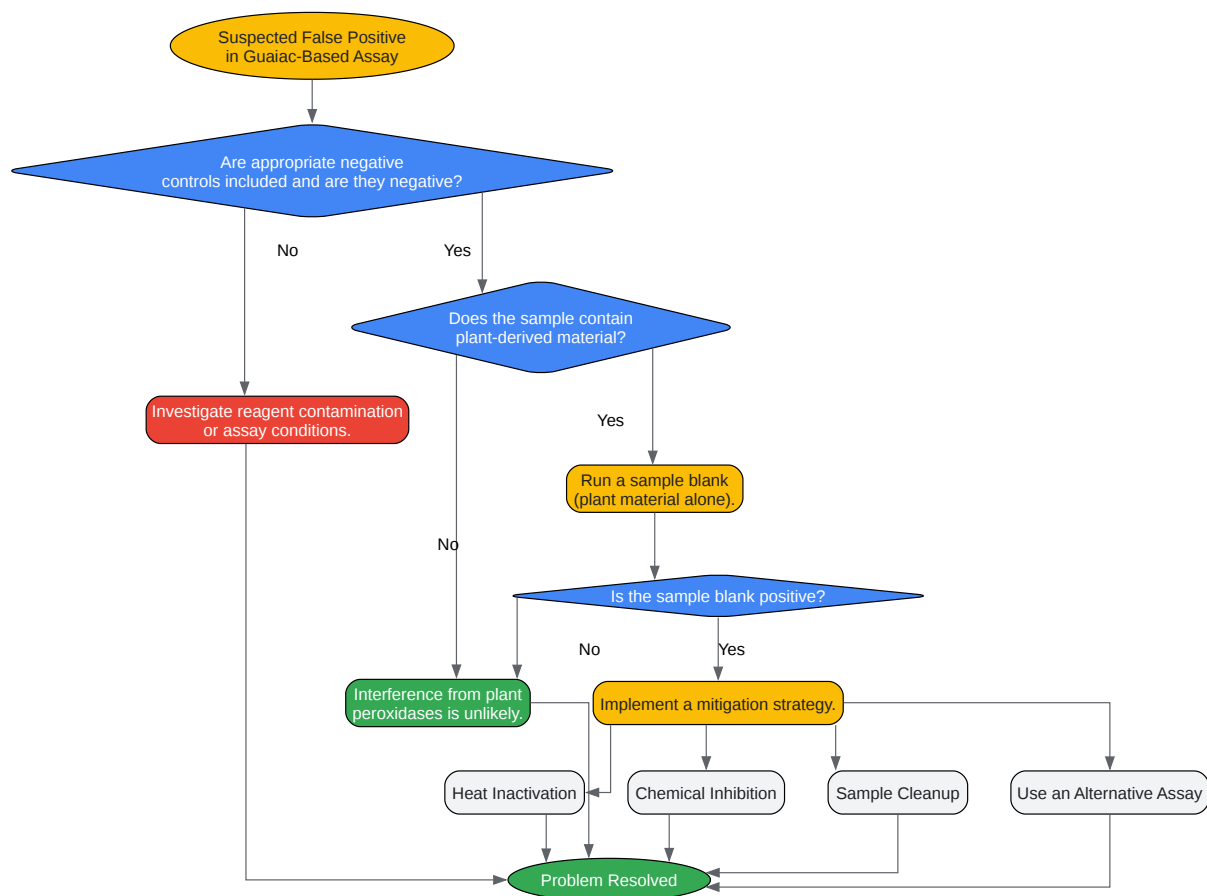 Suspected False Positive
in Guaiac-Based Assay
Are appropriate negative
controls included and are they negative?
No
Yes
Does the sample contain
plant-derived material?
Investigate reagent contamination
or assay conditions.
Yes
Run a sample blank
(plant material alone).
No
Is the sample blank positive?
No
Yes
Interference from plant
peroxidases is unlikely.
Implement a mitigation strategy.
Heat Inactivation
Chemical Inhibition
Sample Cleanup
Use an Alternative Assay
Problem Resolved